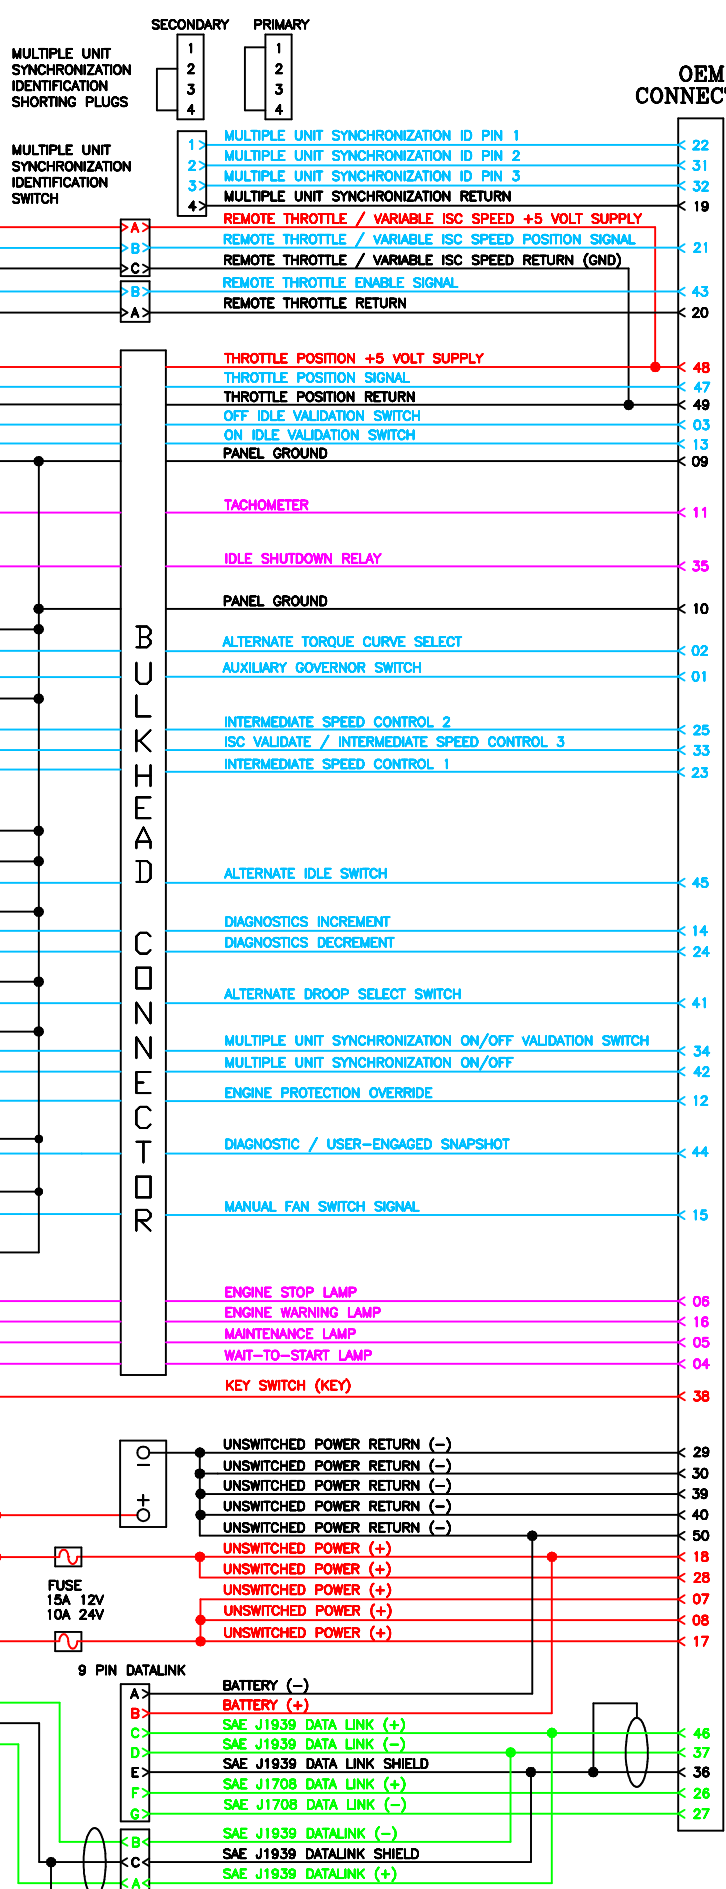 SECONDARY PRIMARY
MULTIPLE UNIT
SYNCHRONIZATION
IDENTIFICATION
SHORTING PLUGS
1
2
3
4
1
2
3
4
OEM
CONNEC
MULTIPLE UNIT
SYNCHRONIZATION
IDENTIFICATION
SWITCH
1 MULTIPLE UNIT SYNCHRONIZATION ID PIN 1 22
2 MULTIPLE UNIT SYNCHRONIZATION ID PIN 2 31
3 MULTIPLE UNIT SYNCHRONIZATION ID PIN 3 32
4 MULTIPLE UNIT SYNCHRONIZATION RETURN 19
A REMOTE THROTTLE / VARIABLE ISC SPEED +5 VOLT SUPPLY
B REMOTE THROTTLE / VARIABLE ISC SPEED POSITION SIGNAL 21
C REMOTE THROTTLE / VARIABLE ISC SPEED RETURN (GND)
B REMOTE THROTTLE ENABLE SIGNAL 43
A REMOTE THROTTLE RETURN 20
THROTTLE POSITION +5 VOLT SUPPLY 48
THROTTLE POSITION SIGNAL 47
THROTTLE POSITION RETURN 49
OFF IDLE VALIDATION SWITCH 03
ON IDLE VALIDATION SWITCH 13
PANEL GROUND 09
TACHOMETER 11
IDLE SHUTDOWN RELAY 35
PANEL GROUND 10
BULKHEAD CONNECTOR
ALTERNATE TORQUE CURVE SELECT 02
AUXILIARY GOVERNOR SWITCH 01
INTERMEDIATE SPEED CONTROL 2 25
ISC VALIDATE / INTERMEDIATE SPEED CONTROL 3 33
INTERMEDIATE SPEED CONTROL 1 23
ALTERNATE IDLE SWITCH 45
DIAGNOSTICS INCREMENT 14
DIAGNOSTICS DECREMENT 24
ALTERNATE DROOP SELECT SWITCH 41
MULTIPLE UNIT SYNCHRONIZATION ON/OFF VALIDATION SWITCH 34
MULTIPLE UNIT SYNCHRONIZATION ON/OFF 42
ENGINE PROTECTION OVERRIDE 12
DIAGNOSTIC / USER-ENGAGED SNAPSHOT 44
MANUAL FAN SWITCH SIGNAL 15
ENGINE STOP LAMP 06
ENGINE WARNING LAMP 16
MAINTENANCE LAMP 05
WAIT-TO-START LAMP 04
KEY SWITCH (KEY) 38
− UNSWITCHED POWER RETURN (-) 29
UNSWITCHED POWER RETURN (-) 30
UNSWITCHED POWER RETURN (-) 39
+ UNSWITCHED POWER RETURN (-) 40
UNSWITCHED POWER RETURN (-) 50
UNSWITCHED POWER (+) 18
UNSWITCHED POWER (+) 28
FUSE
15A 12V
10A 24V
UNSWITCHED POWER (+) 07
UNSWITCHED POWER (+) 08
UNSWITCHED POWER (+) 17
9 PIN DATALINK
A BATTERY (-)
B BATTERY (+)
C SAE J1939 DATA LINK (+) 46
D SAE J1939 DATA LINK (-) 37
E SAE J1939 DATA LINK SHIELD 36
F SAE J1708 DATA LINK (+) 26
G SAE J1708 DATA LINK (-) 27
B SAE J1939 DATALINK (-)
C SAE J1939 DATALINK SHIELD
A SAE J1939 DATALINK (+)